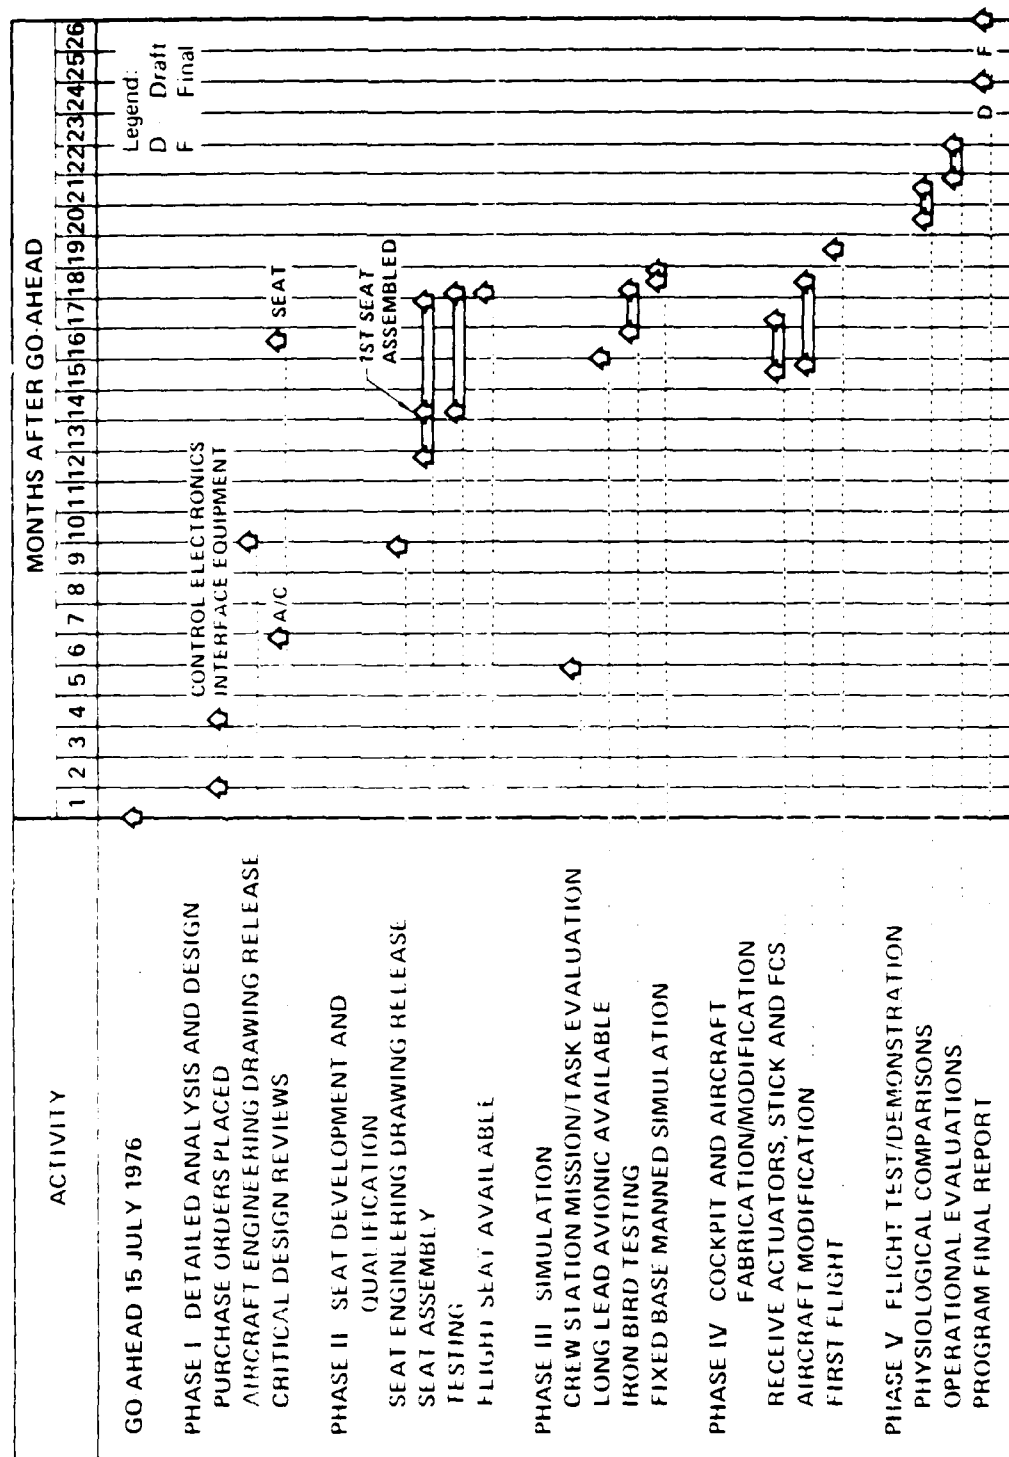 ACTIVITY
MONTHS AFTER GO-AHEAD
1 2 3 4 5 6 7 8 9 10 11 12 13 14 15 16 17 18 19 20 21 22 23 24 25 26
Legend:
D Draft
F Final
GO AHEAD 15 JULY 1976
PHASE I DETAILED ANALYSIS AND DESIGN
PURCHASE ORDERS PLACED
CONTROL ELECTRONICS
INTERFACE EQUIPMENT
AIRCRAFT ENGINEERING DRAWING RELEASE
CRITICAL DESIGN REVIEWS
A/C
SEAT
PHASE II SEAT DEVELOPMENT AND
QUALIFICATION
SEAT ENGINEERING DRAWING RELEASE
1ST SEAT
ASSEMBLED
SEAT ASSEMBLY
TESTING
FLIGHT SEAT AVAILABLE
PHASE III SIMULATION
CREW STATION MISSION/TASK EVALUATION
LONG LEAD AVIONIC AVAILABLE
IRON BIRD TESTING
FIXED BASE MANNED SIMULATION
PHASE IV COCKPIT AND AIRCRAFT
FABRICATION/MODIFICATION
RECEIVE ACTUATORS, STICK AND FCS
AIRCRAFT MODIFICATION
FIRST FLIGHT
PHASE V FLIGHT TEST/DEMONSTRATION
PHYSIOLOGICAL COMPARISONS
OPERATIONAL EVALUATIONS
PROGRAM FINAL REPORT
D
F